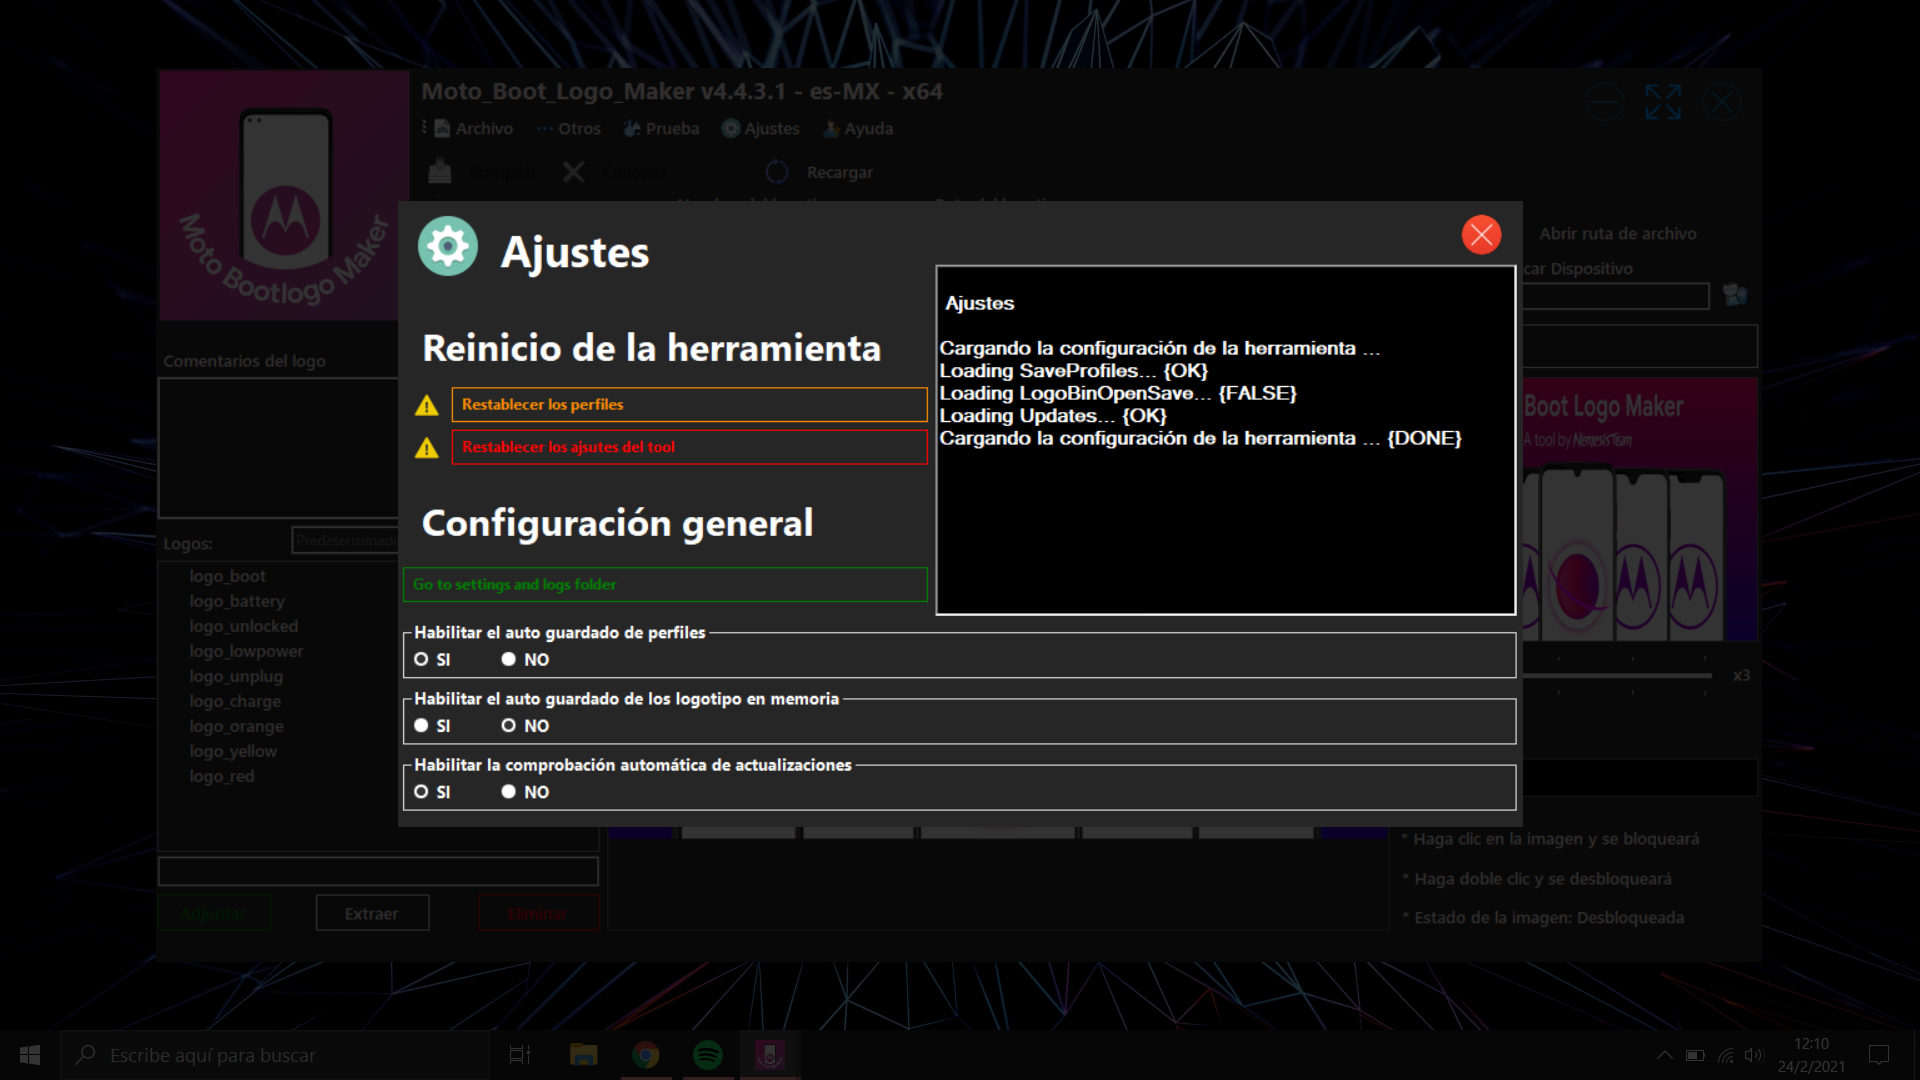 Moto_Boot_Logo_Maker v4.4.3.1 - es-MX - x64
Archivo
Otros
Prueba
Ajustes
Ayuda
Compilar
Cancelar
Recargar
Moto Bootlogo Maker
Abrir ruta de archivo
car Dispositivo
Ajustes
Reinicio de la herramienta
Restablecer los perfiles
Restablecer los ajsutes del tool
Configuración general
Go to settings and logs folder
Ajustes
Cargando la configuración de la herramienta ...
Loading SaveProfiles... {OK}
Loading LogoBinOpenSave... {FALSE}
Loading Updates... {OK}
Cargando la configuración de la herramienta ... {DONE}
Habilitar el auto guardado de perfiles
SI NO
Habilitar el auto guardado de los logotipo en memoria
SI NO
Habilitar la comprobación automática de actualizaciones
SI NO
Comentarios del logo
Logos:
Predeterminado
logo_boot
logo_battery
logo_unlocked
logo_lowpower
logo_unplug
logo_charge
logo_orange
logo_yellow
logo_red
Adjuntar
Extraer
Eliminar
Boot Logo Maker
A tool by NemesisTeam
x3
* Haga clic en la imagen y se bloqueará
* Haga doble clic y se desbloqueará
* Estado de la imagen: Desbloqueada
Escribe aquí para buscar
12:10
24/2/2021